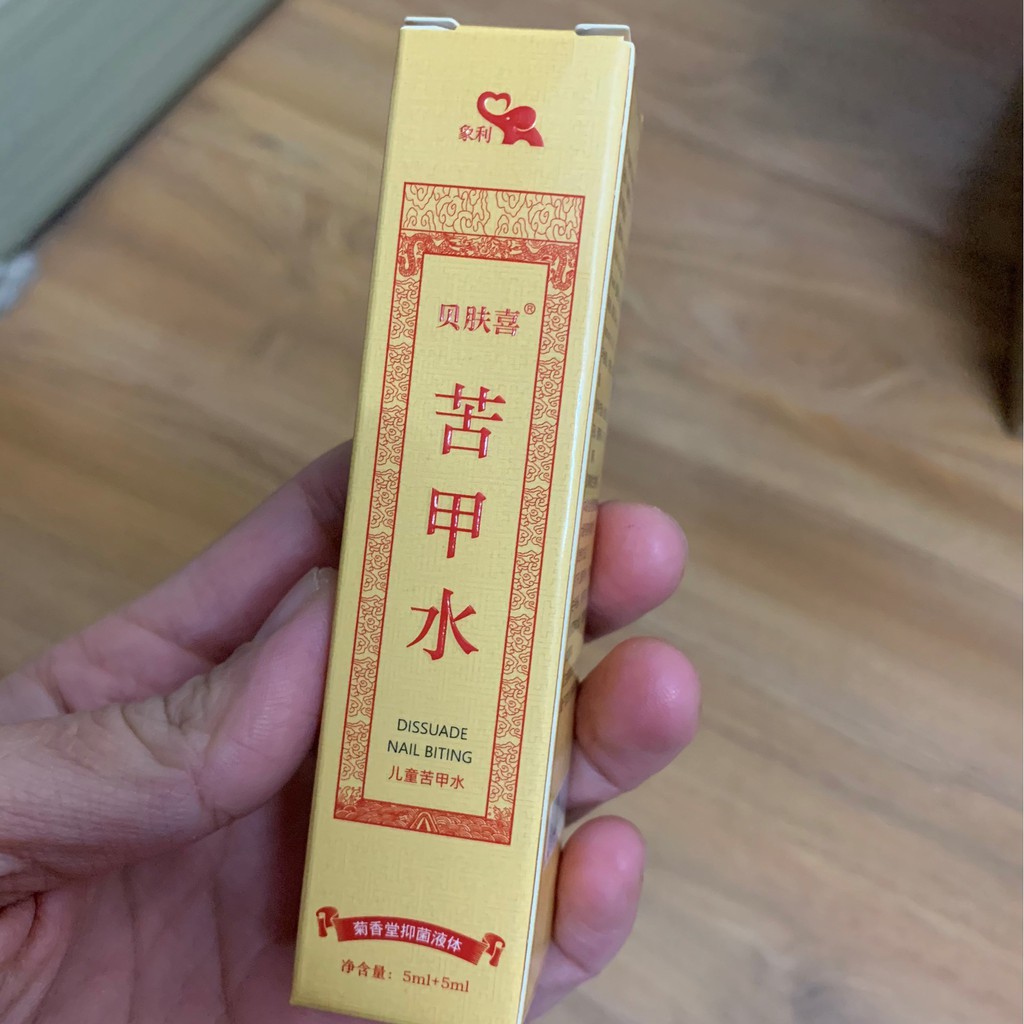 象利
贝肤喜®
苦甲水
DISSUADE
NAIL BITING
儿童苦甲水
菊香堂抑菌液体
净含量：5ml+5ml